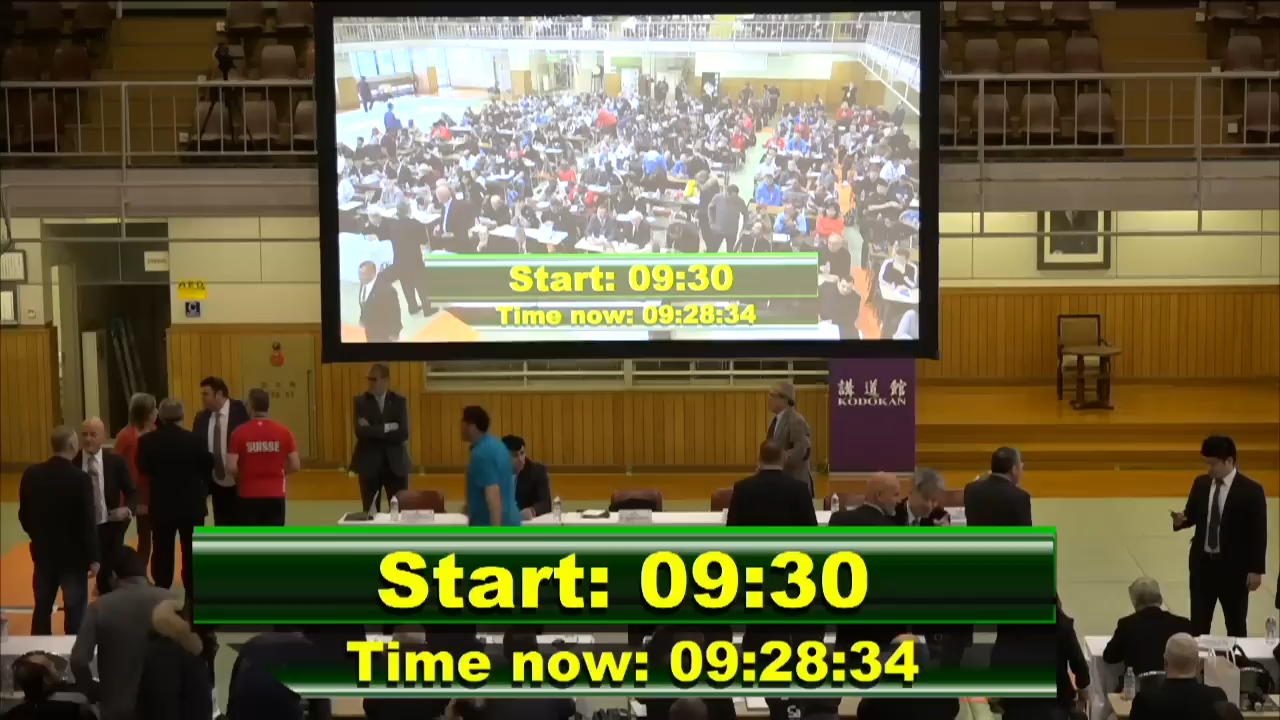 Start: 09:30
Time now: 09:28:34
AED
講道館
KODOKAN
SUISSE
Start: 09:30
Time now: 09:28:34